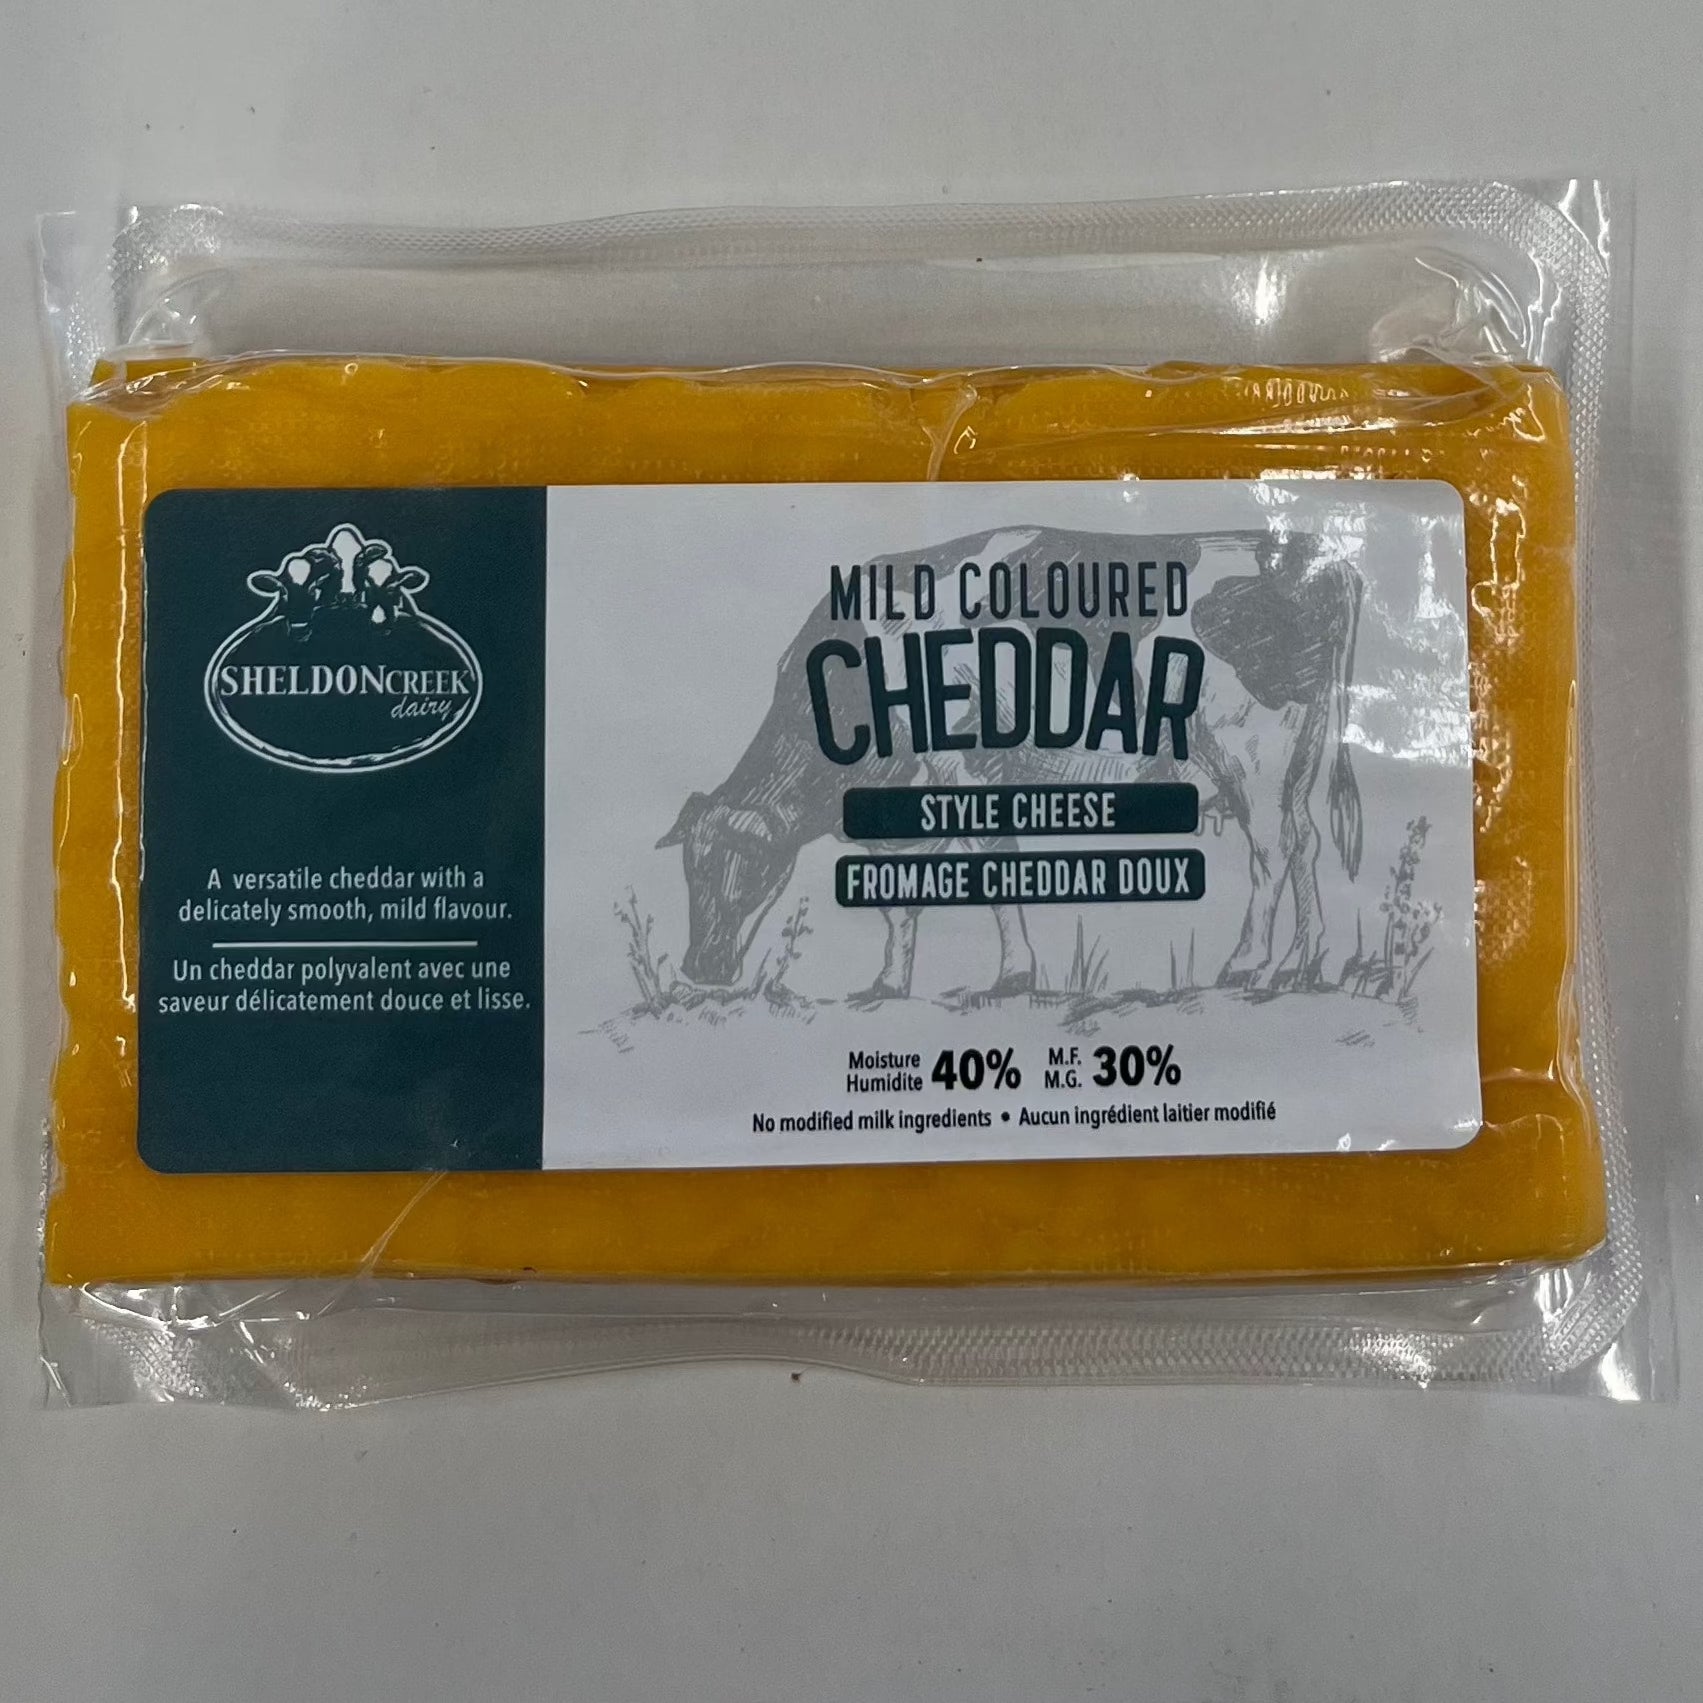 SHELDONCREEK
dairy
A versatile cheddar with a
delicately smooth, mild flavour.
Un cheddar polyvalent avec une
saveur délicatement douce et lisse.
MILD COLOURED
CHEDDAR
STYLE CHEESE
FROMAGE CHEDDAR DOUX
Moisture
Humidite
40%
M.F.
M.G.
30%
No modified milk ingredients • Aucun ingrédient laitier modifié